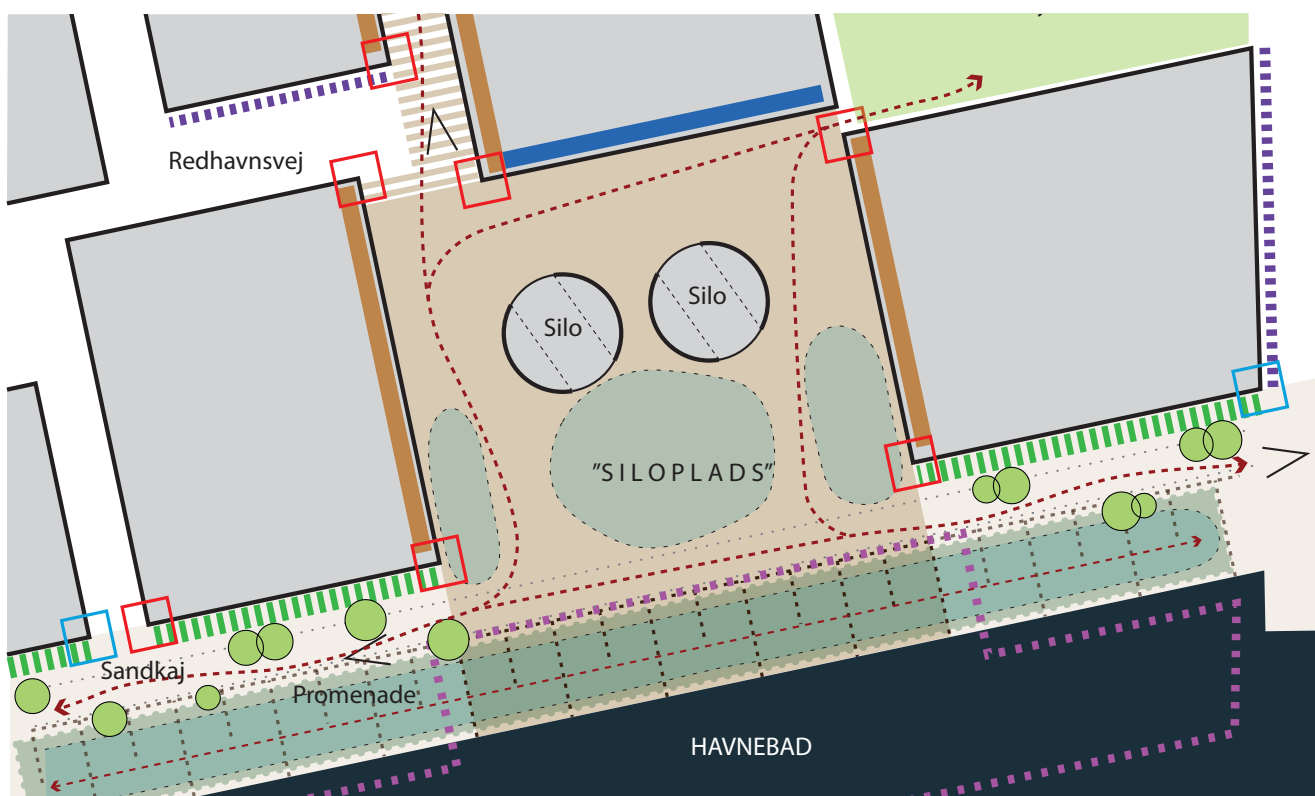 Redhavnsvej
Silo
Silo
"SILOPLADS"
Sandkaj
Promenade
HAVNEBAD